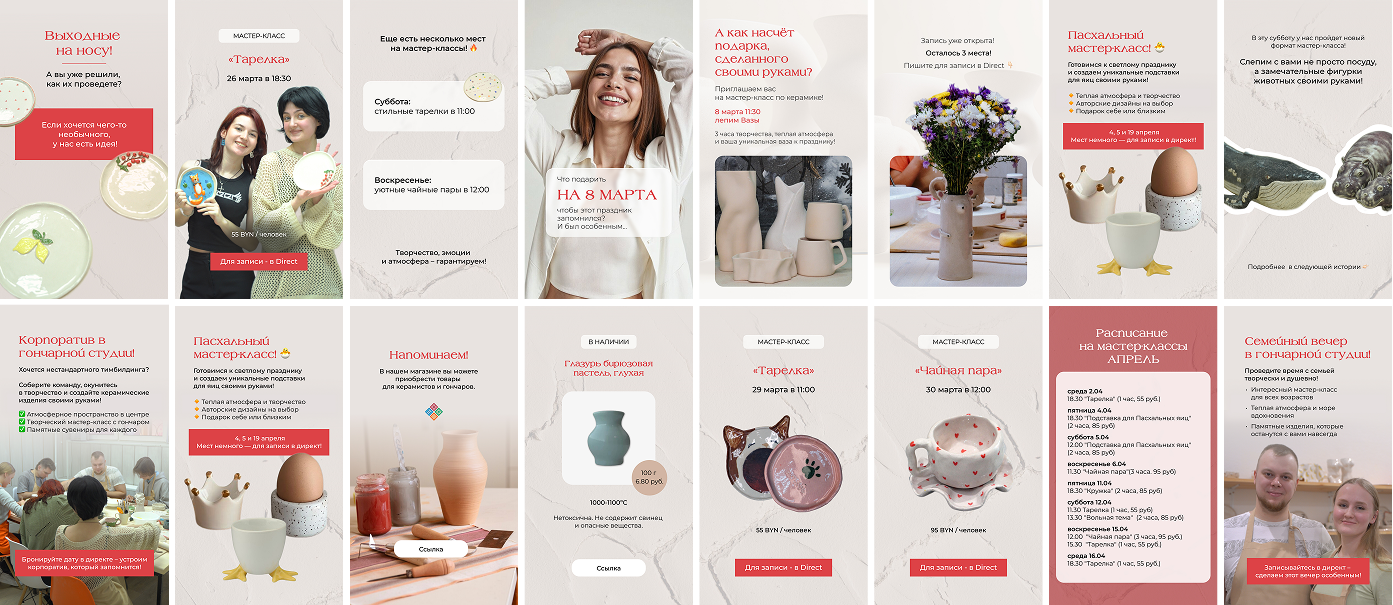 Выходные
на носу!
А вы уже решили,
как их проведете?
Если хочется чего-то
необычного,
у нас есть идея!
МАСТЕР-КЛАСС
«Тарелка»
26 марта в 18:30
55 BYN / человек
Для записи - в Direct
Еще есть несколько мест
на мастер-классы! 🔥
Суббота:
стильные тарелки в 11:00
Воскресенье:
уютные чайные пары в 12:00
Творчество, эмоции
и атмосфера – гарантируем!
Что подарить
НА 8 МАРТА
чтобы этот праздник
запомнился?
И был особенным...
А как насчёт
подарка,
сделанного
своими руками?
Приглашаем вас
на мастер-класс по керамике!
8 марта 11:30
лепим Вазы
3 часа творчества, теплая атмосфера
и ваша уникальная ваза к празднику!
Запись уже открыта!
Осталось 3 места!
Пишите для записи в Direct 👇
Пасхальный
мастер-класс! 🐣
Готовимся к светлому празднику
и создаем уникальные подставки
для яиц своими руками!
Теплая атмосфера и творчество
Авторские дизайны на выбор
Подарок себе или близким
4, 5 и 19 апреля
Мест немного — для записи в директ!
В эту субботу у нас пройдет новый
формат мастер-класса!
Слепим с вами не просто посуду,
а замечательные фигурки
животных своими руками!
Подробнее в следующей истории
Корпоратив в
гончарной студии!
Хочется нестандартного тимбилдинга?
Соберите команду, окунитесь
в творчество и создайте керамические
изделия своими руками!
✅ Атмосферное пространство в центре
✅ Творческий мастер-класс с гончаром
✅ Памятные сувениры для каждого
Бронируйте дату в директе – устроим
корпоратив, который запомнится!
Пасхальный
мастер-класс! 🐣
Готовимся к светлому празднику
и создаем уникальные подставки
для яиц своими руками!
Теплая атмосфера и творчество
Авторские дизайны на выбор
Подарок себе или близким
4, 5 и 19 апреля
Мест немного — для записи в директ!
Напоминаем!
В нашем магазине вы можете
приобрести товары
для керамистов и гончаров.
Ссылка
В НАЛИЧИИ
Глазурь бирюзовая
пастель, глухая
100 г
6.80 руб.
1000-1100°C
Нетоксична. Не содержит свинец
и опасные вещества.
Ссылка
МАСТЕР-КЛАСС
«Тарелка»
29 марта в 11:00
55 BYN / человек
Для записи - в Direct
МАСТЕР-КЛАСС
«Чайная пара»
30 марта в 12:00
95 BYN / человек
Для записи - в Direct
Расписание
на мастер-классы
АПРЕЛЬ
среда 2.04
18.30 "Тарелка" (1 час, 55 руб.)
пятница 4.04
18.30 "Подставка для Пасхальных яиц"
(2 часа, 85 руб)
суббота 5.04
12.00 "Подставка для Пасхальных яиц"
(2 часа, 85 руб.)
воскресенье 6.04
11.30 "Чайная пара"(3 часа. 95 руб)
пятница 11.04
18.30 "Кружка" (2 часа, 85 руб)
суббота 12.04
11.30 Тарелка (1 час, 55 руб)
13.30 "Вольная тема" (2 часа, 85 руб)
воскресенье 15.04
12.00 "Чайная пара" (3 часа, 95 руб.)
15.30 "Тарелка" (1 час, 55 руб.)
среда 16.04
18.30 "Тарелка" (1 час, 55 руб)
Семейный вечер
в гончарной студии!
Проведите время с семьей
творчески и душевно!
· Интересный мастер-класс
для всех возрастов
· Теплая атмосфера и море
вдохновения
· Памятные изделия, которые
останутся с вами навсегда
Записывайтесь в директ –
сделаем этот вечер особенным!